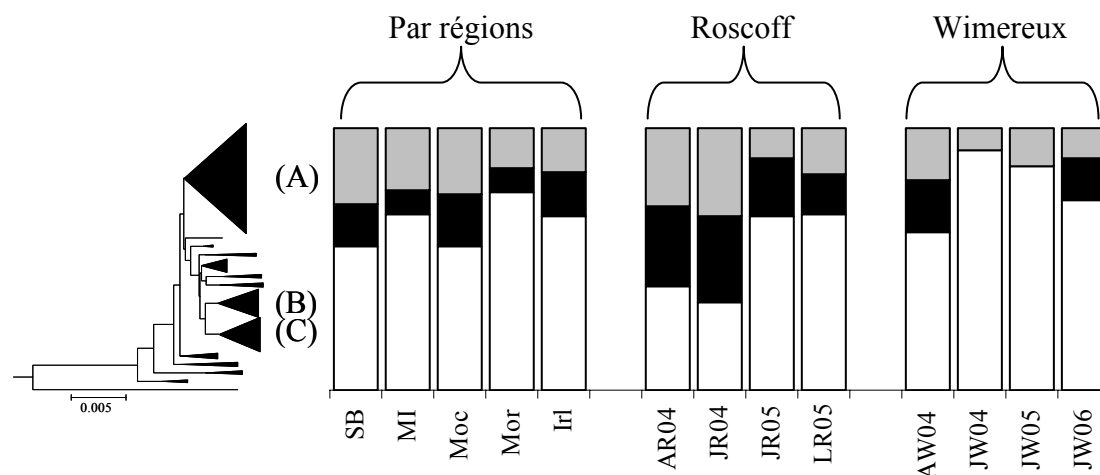 Par régions Roscoff Wimereux
(A)
(B)
(C)
0.005
SB MI Moc Mor Irl AR04 JR04 JR05 LR05 AW04 JW04 JW05 JW06